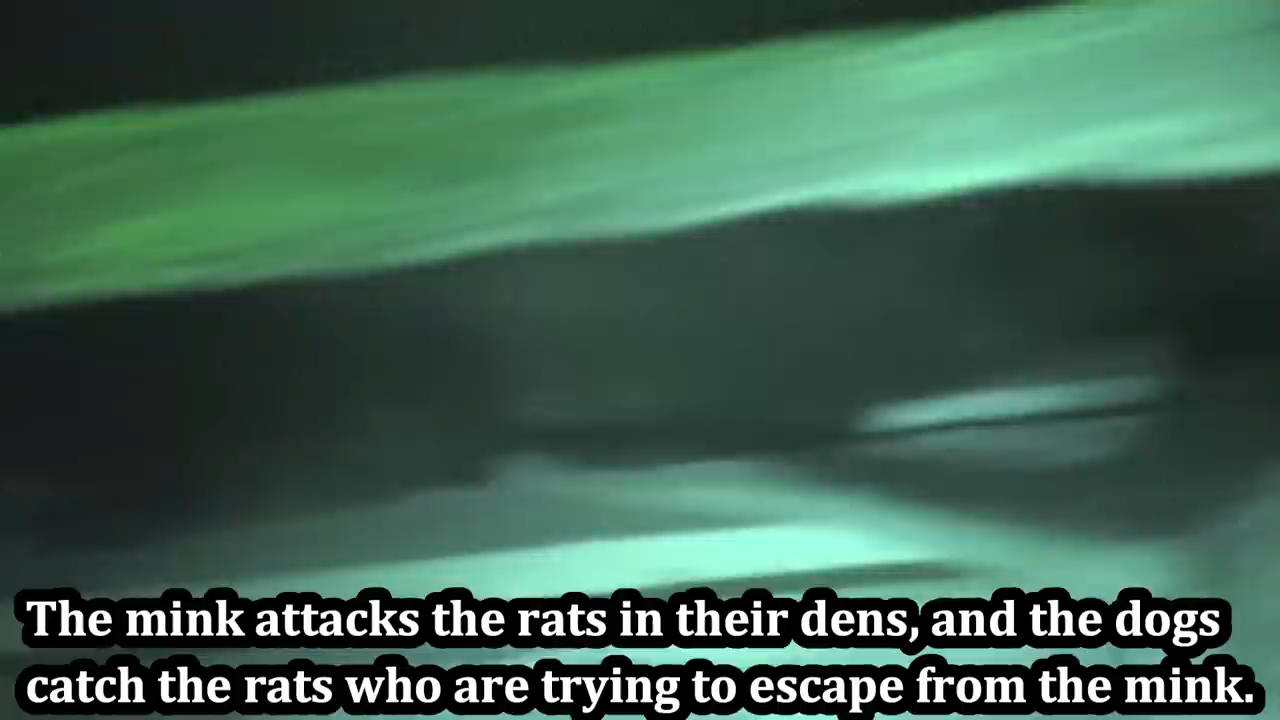 The mink attacks the rats in their dens, and the dogs
catch the rats who are trying to escape from the mink.